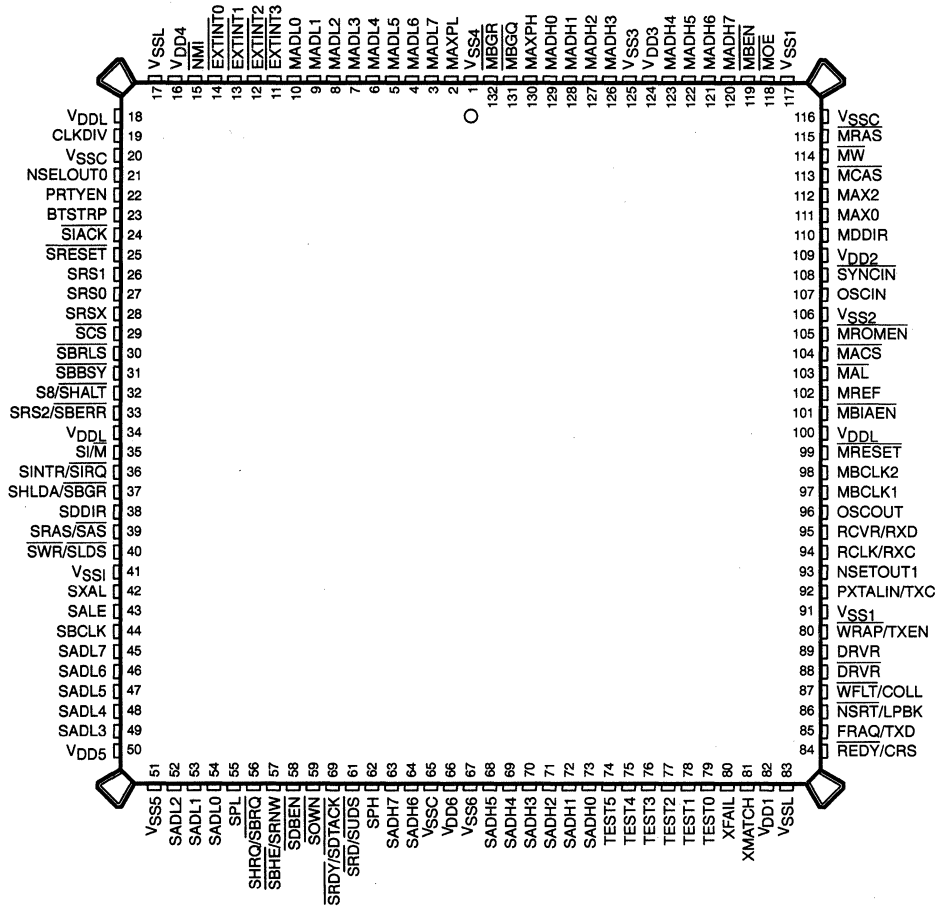 VSSL 17
VDD4 16
NMI 15
EXTINT0 14
EXTINT1 13
EXTINT2 12
EXTINT3 11
MADL0 10
MADL1 9
MADL2 8
MADL3 7
MADL4 6
MADL5 5
MADL6 4
MADL7 3
MAXPL 2
VSS4 1
MBGR 132
MBGQ 131
MAXPH 130
MADH0 129
MADH1 128
MADH2 127
MADH3 126
VSS3 125
VDD3 124
MADH4 123
MADH5 122
MADH6 121
MADH7 120
MBEN 119
MOE 118
VSS1 117
VDDL 18
CLKDIV 19
VSSC 20
NSELOUT0 21
PRTYEN 22
BTSTRP 23
SIACK 24
SRESET 25
SRS1 26
SRS0 27
SRSX 28
SCS 29
SBRLS 30
SBBSY 31
S8/SHALT 32
SRS2/SBERR 33
VDDL 34
SI/M 35
SINTR/SIRQ 36
SHLDA/SBGR 37
SDDIR 38
SRAS/SAS 39
SWR/SLDS 40
VSSI 41
SXAL 42
SALE 43
SBCLK 44
SADL7 45
SADL6 46
SADL5 47
SADL4 48
SADL3 49
VDD5 50
116 VSSC
115 MRAS
114 MW
113 MCAS
112 MAX2
111 MAX0
110 MDDIR
109 VDD2
108 SYNCIN
107 OSCIN
106 VSS2
105 MROMEN
104 MACS
103 MAL
102 MREF
101 MBIAEN
100 VDDL
99 MRESET
98 MBCLK2
97 MBCLK1
96 OSCOUT
95 RCVR/RXD
94 RCLK/RXC
93 NSETOUT1
92 PXTALIN/TXC
91 VSS1
80 WRAP/TXEN
89 DRVR
88 DRVR
87 WFLT/COLL
86 NSRT/LPBK
85 FRAQ/TXD
84 REDY/CRS
51 VSS5
52 SADL2
53 SADL1
54 SADL0
55 SPL
56 SHRQ/SBRQ
57 SBHE/SRNW
58 SDBEN
59 SOWN
69 SRDY/SDTACK
61 SRD/SUDS
62 SPH
63 SADH7
64 SADH6
65 VSSC
66 VDD6
67 VSS6
68 SADH5
69 SADH4
70 SADH3
71 SADH2
72 SADH1
73 SADH0
74 TEST5
75 TEST4
76 TEST3
77 TEST2
78 TEST1
79 TEST0
80 XFAIL
81 XMATCH
82 VDD1
83 VSSL